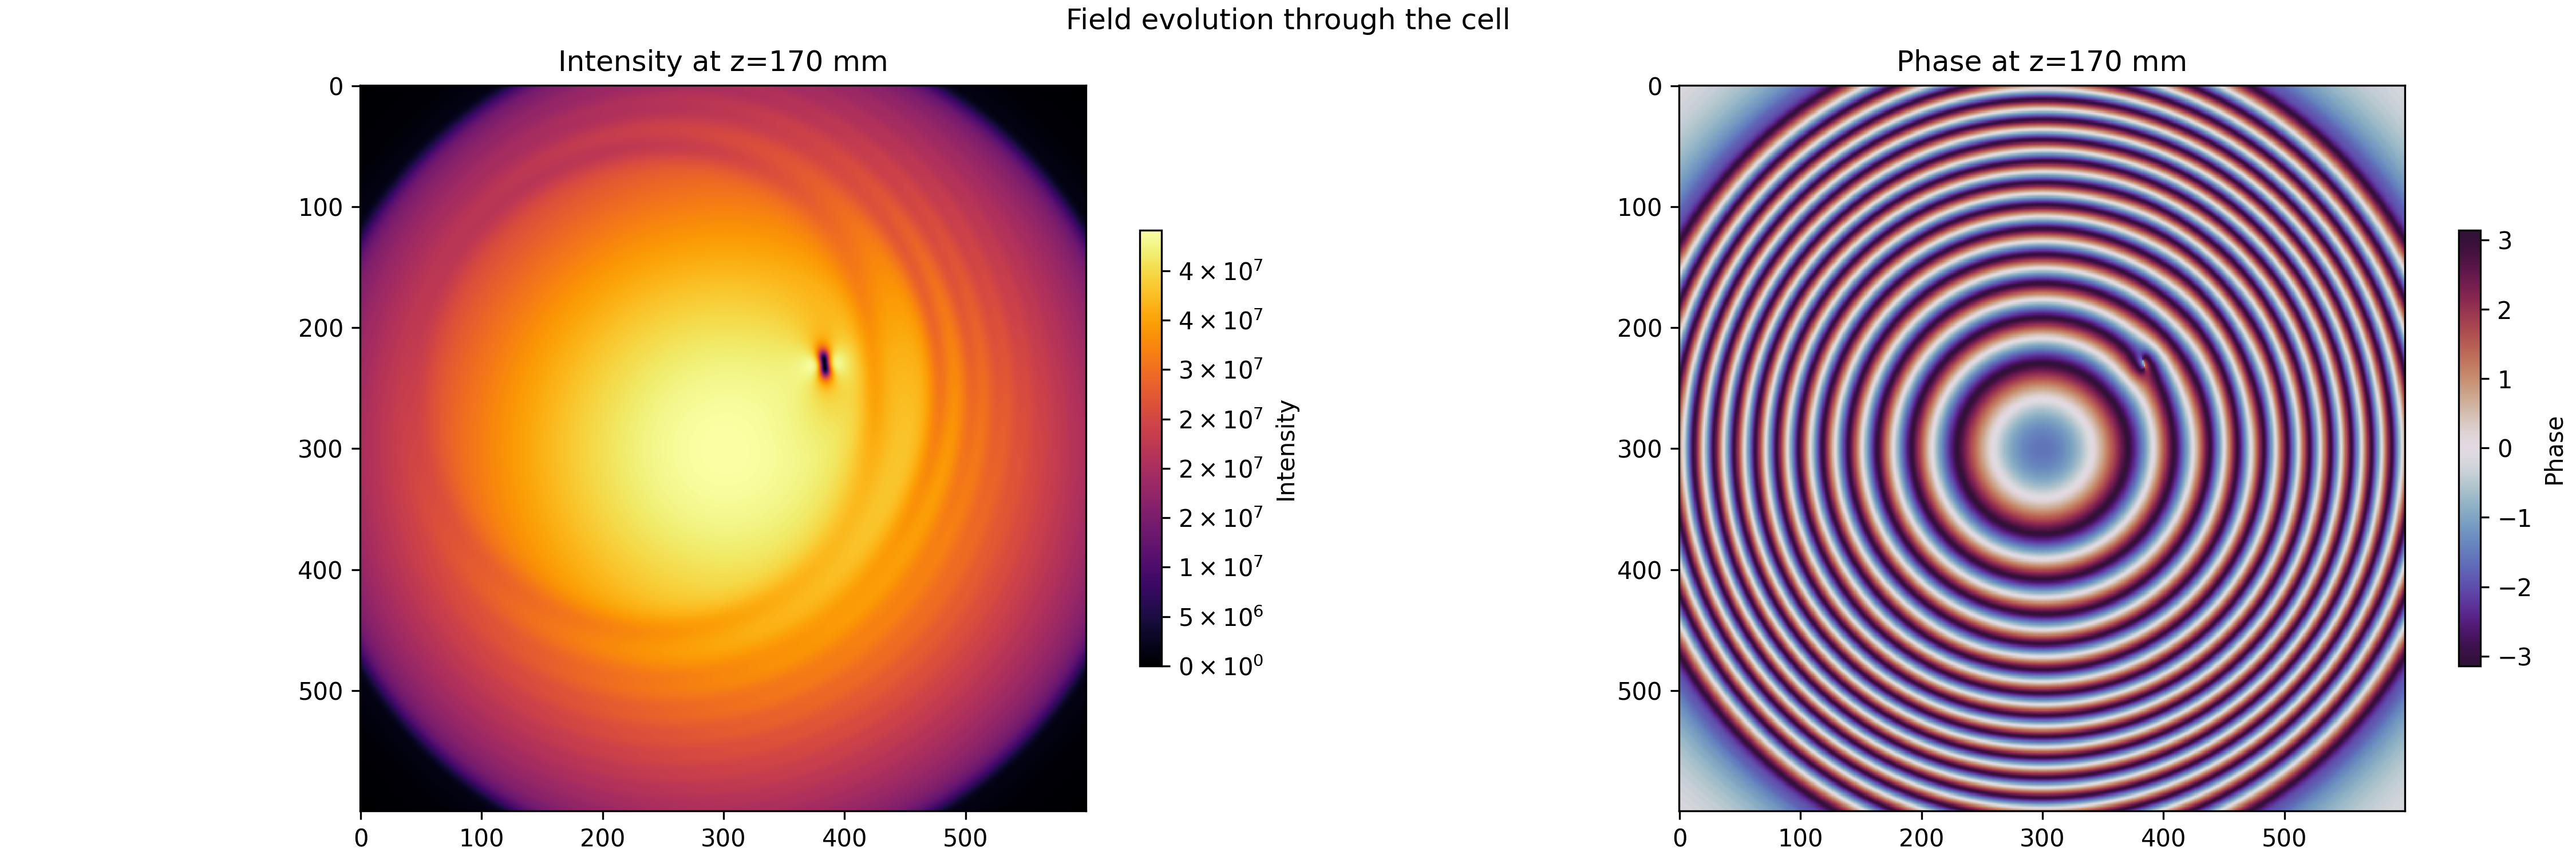 Field evolution through the cell
Intensity at z=170 mm
0
100
200
300
400
500
0 100 200 300 400 500
4 × 10⁷
4 × 10⁷
3 × 10⁷
2 × 10⁷
2 × 10⁷
2 × 10⁷
1 × 10⁷
5 × 10⁶
0 × 10⁰
Intensity
Phase at z=170 mm
0
100
200
300
400
500
0 100 200 300 400 500
3
2
1
0
−1
−2
−3
Phase